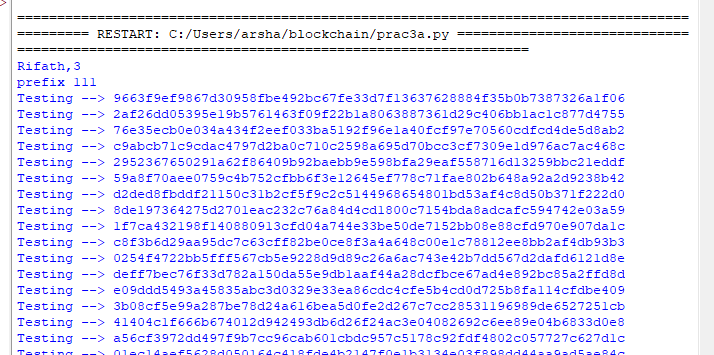 ================================================================================
========= RESTART: C:/Users/arsha/blockchain/prac3a.py =============================
=============================================================
Rifath,3
prefix 111
Testing --> 9663f9ef9867d30958fbe492bc67fe33d7f13637628884f35b0b7387326a1f06
Testing --> 2af26dd05395e19b5761463f09f22b1a8063887361d29c406bb1ac1c877d4755
Testing --> 76e35ecb0e034a434f2eef033ba5192f96e1a40fcf97e70560cdfcd4de5d8ab2
Testing --> c9abcb71c9cdac4797d2ba0c710c2598a695d70bcc3cf7309e1d976ac7ac468c
Testing --> 2952367650291a62f86409b92baebb9e598bfa29eaf558716d13259bbc21eddf
Testing --> 59a8f70aee0759c4b752cfbb6f3e12645ef778c71fae802b648a92a2d9238b42
Testing --> d2ded8fbddf21150c31b2cf5f9c2c5144968654801bd53af4c8d50b371f222d0
Testing --> 8de197364275d2701eac232c76a84d4cd1800c7154bda8adcafc594742e03a59
Testing --> 1f7ca432198f140880913cfd04a744e33be50de7152bb08e88cfd970e907da1c
Testing --> c8f3b6d29aa95dc7c63cff82be0ce8f3a4a648c00e1c78812ee8bb2af4db93b3
Testing --> 0254f4722bb5fff567cb5e9228d9d89c26a6ac743e42b7dd567d2dafd6121d8e
Testing --> deff7bec76f33d782a150da55e9db1aaf44a28dcfbce67ad4e892bc85a2ffd8d
Testing --> e09ddd5493a45835abc3d0329e33ea86cdc4cfe5b4cd0d725b8fa114cfdbe409
Testing --> 3b08cf5e99a287be78d24a616bea5d0fe2d267c7cc28531196989de6527251cb
Testing --> 41404c1f666b674012d942493db6d26f24ac3e04082692c6ee89e04b6833d0e8
Testing --> a56cf3972dd497f9b7cc96cab601cbdc957c5178c92fdf4802c057727c627d1c
Testing -->